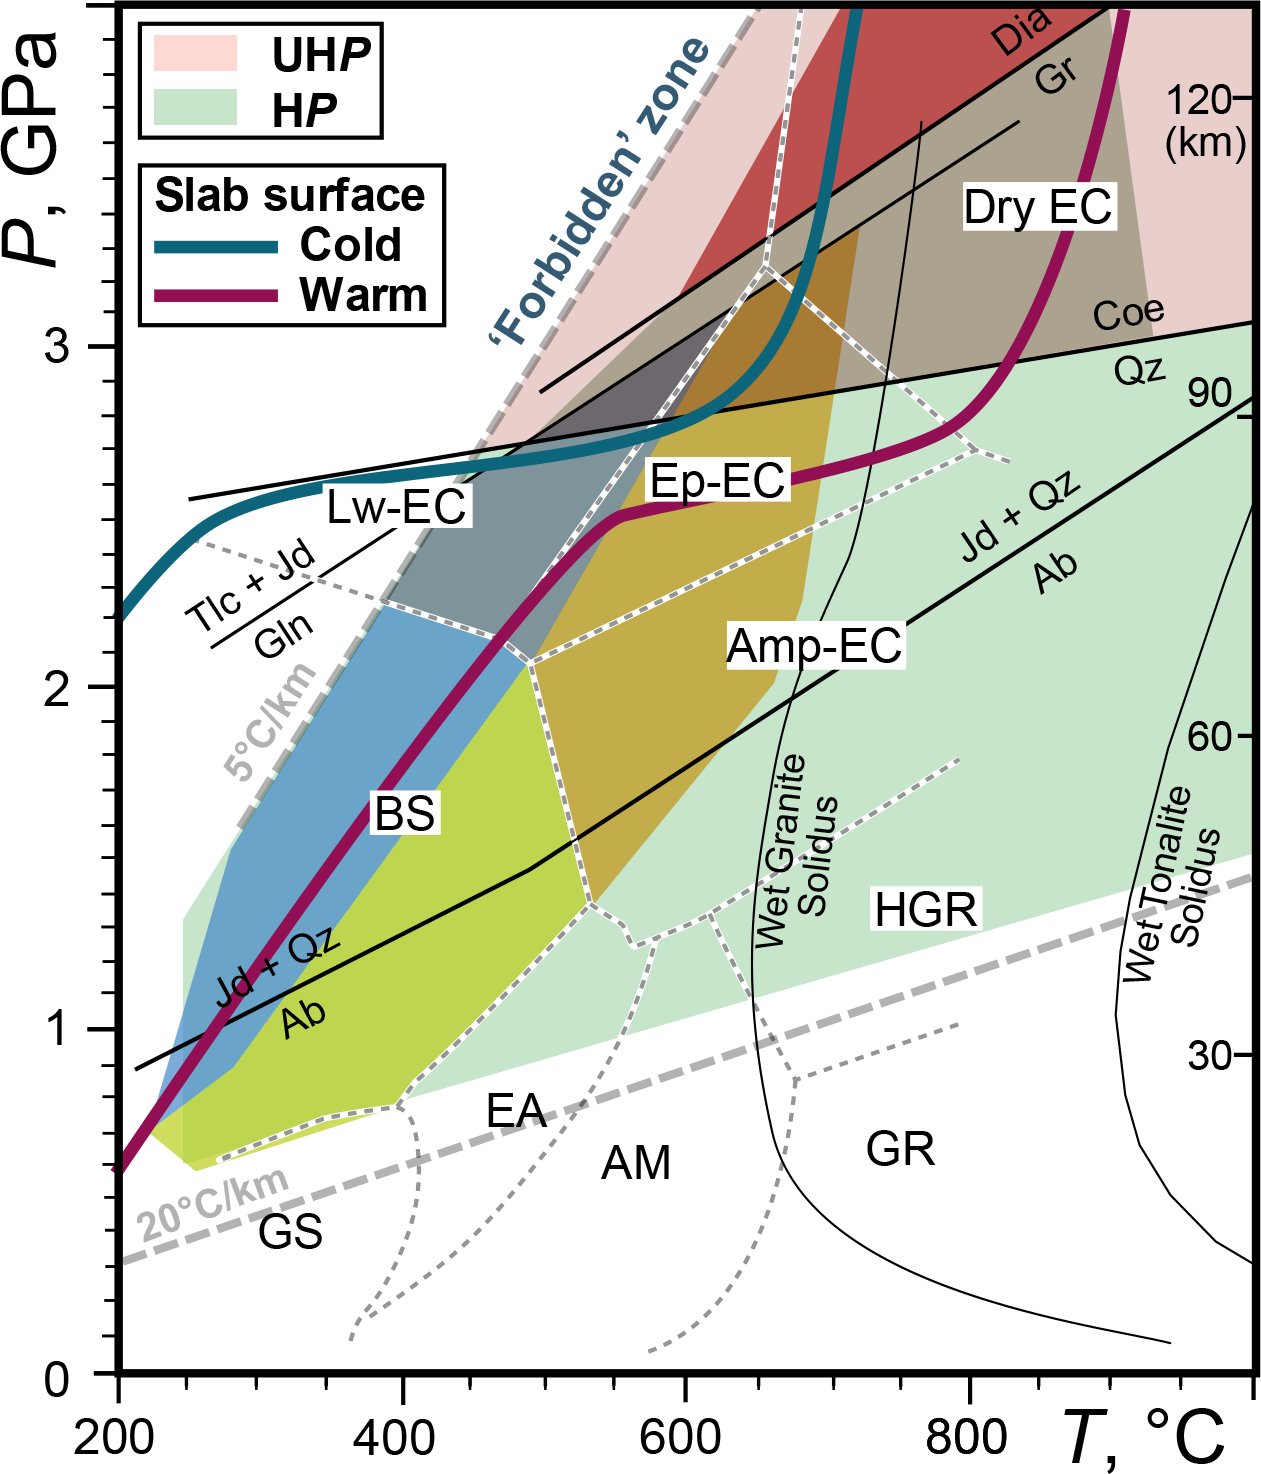 UHP
HP
Slab surface
Cold
Warm
'Forbidden' zone
Dia
Gr
120
(km)
Dry EC
Coe
Qz
P, GPa
3
90
Ep-EC
Lw-EC
Tlc + Jd
Gln
Jd + Qz
Ab
Amp-EC
2
5°C/km
60
BS
Wet Granite
Solidus
Wet Tonalite
Solidus
HGR
Jd + Qz
Ab
1
30
EA
AM
GR
20°C/km
GS
0
200
400
600
800
T, °C